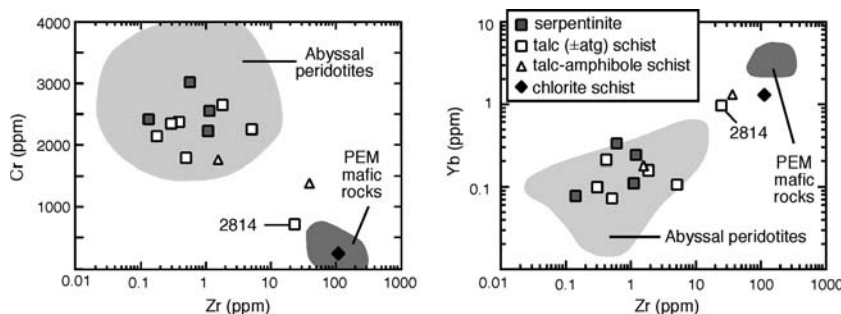 4000
3000
2000
1000
Cr (ppm)
0.01
0.1
1
10
100
1000
Zr (ppm)
Abyssal
peridotites
PEM
mafic
rocks
2814
serpentinite
talc (±atg) schist
talc-amphibole schist
chlorite schist
10
1
0.1
Yb (ppm)
0.01
0.1
1
10
100
1000
Zr (ppm)
2814
PEM
mafic
rocks
Abyssal peridotites